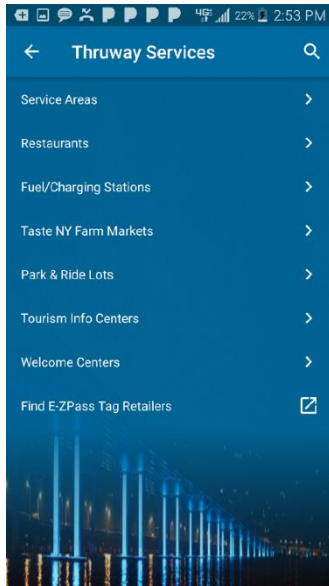 4G 22% 2:53 PM
Thruway Services
Service Areas
Restaurants
Fuel/Charging Stations
Taste NY Farm Markets
Park & Ride Lots
Tourism Info Centers
Welcome Centers
Find E-ZPass Tag Retailers